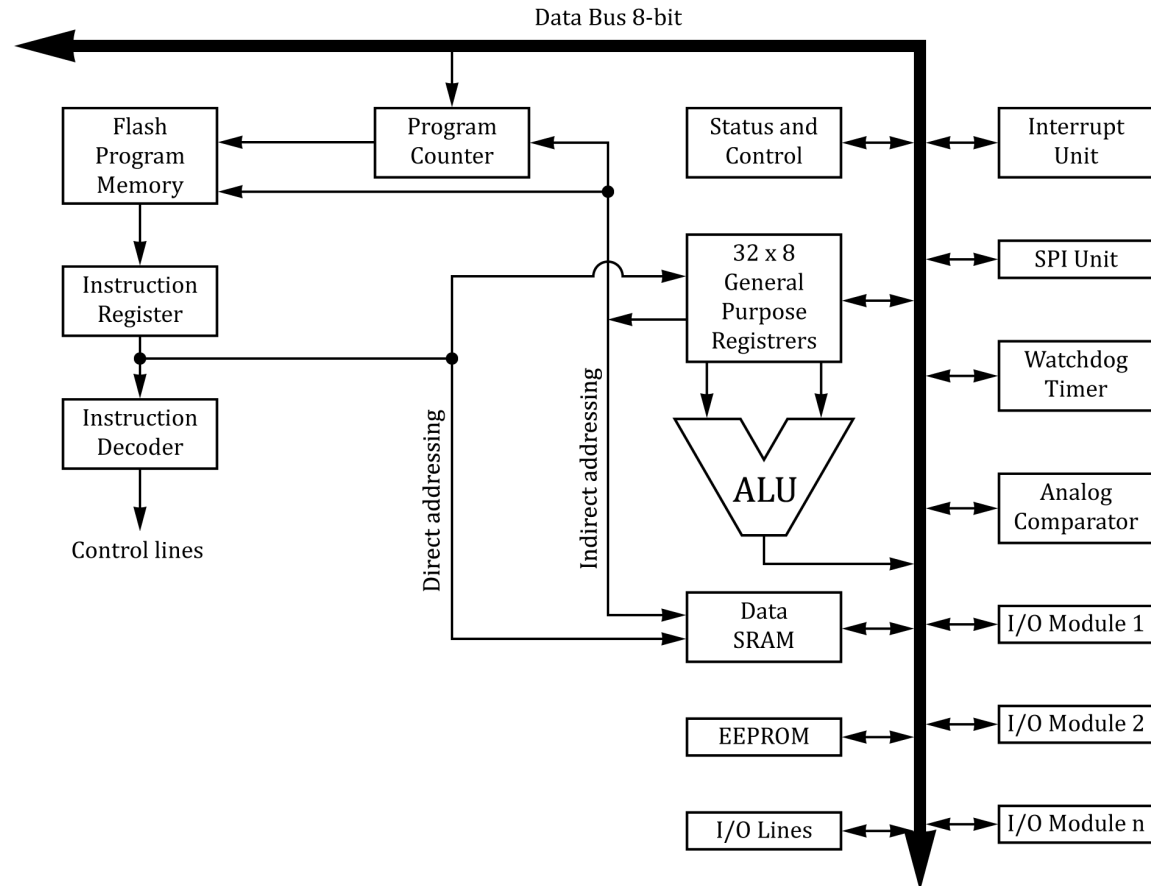 Data Bus 8-bit
Flash
Program
Memory
Program
Counter
Status and
Control
Interrupt
Unit
32 x 8
General
Purpose
Registrers
SPI Unit
Instruction
Register
Watchdog
Timer
Instruction
Decoder
Direct addressing
Indirect addressing
ALU
Analog
Comparator
Control lines
Data
SRAM
I/O Module 1
EEPROM
I/O Module 2
I/O Lines
I/O Module n